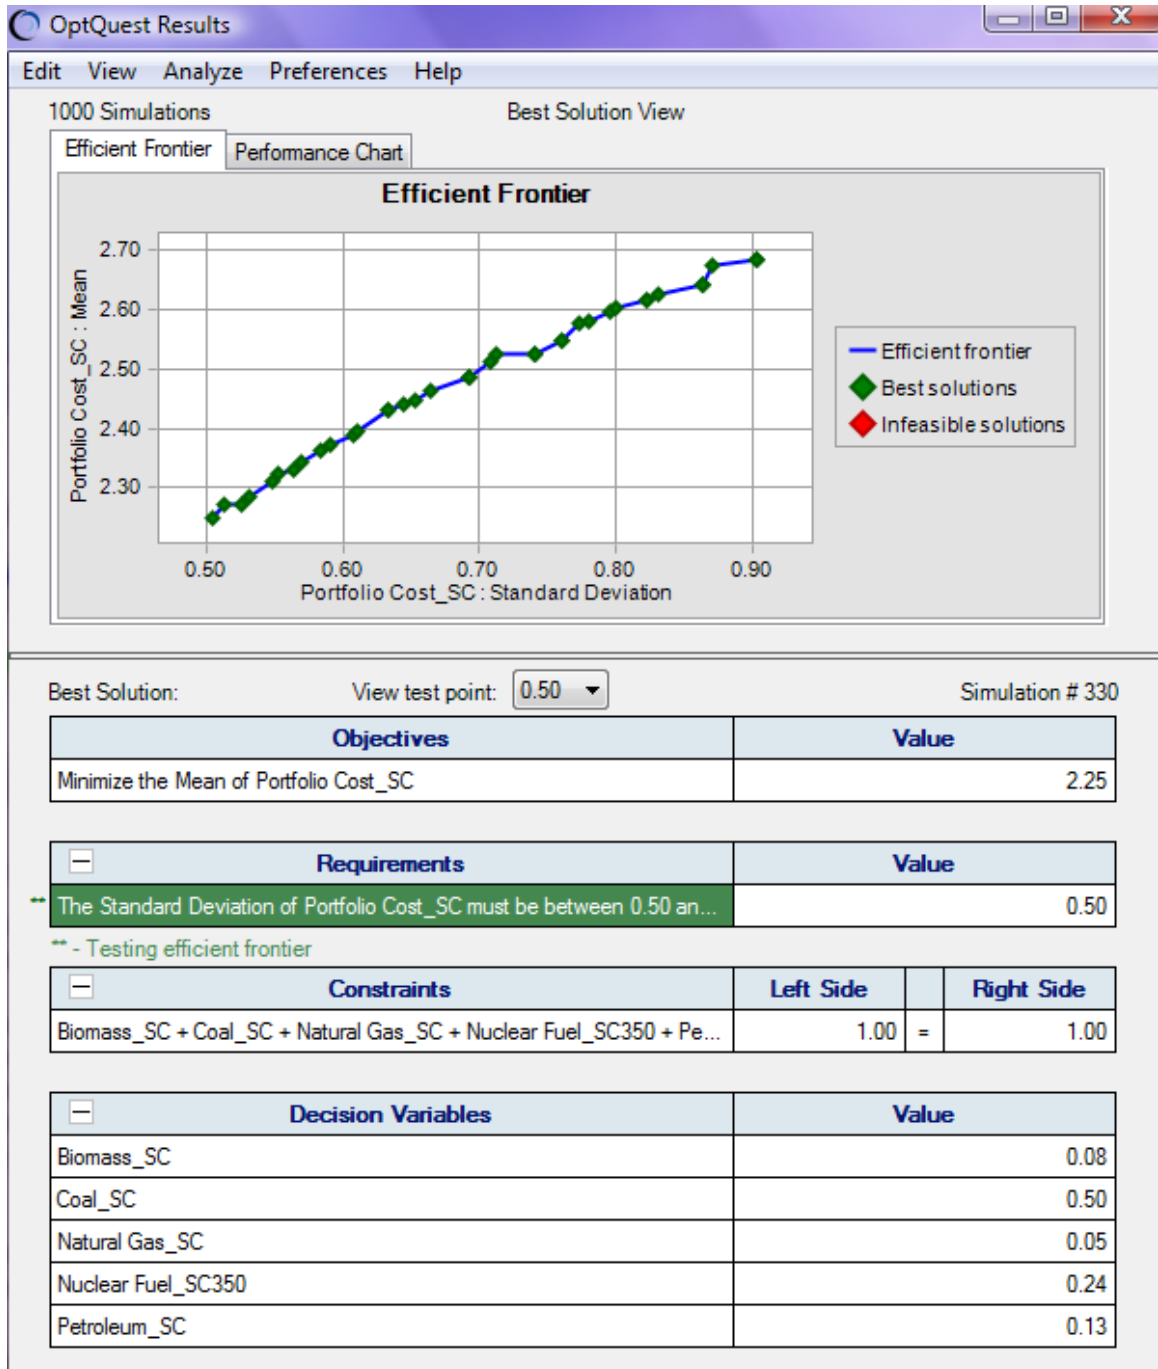 OptQuest Results
Edit View Analyze Preferences Help
1000 Simulations Best Solution View
Efficient Frontier Performance Chart
Efficient Frontier
Portfolio Cost_SC : Mean
2.70
2.60
2.50
2.40
2.30
0.50 0.60 0.70 0.80 0.90
Portfolio Cost_SC : Standard Deviation
Efficient frontier
Best solutions
Infeasible solutions
Best Solution: View test point: 0.50 Simulation # 330
Objectives Value
Minimize the Mean of Portfolio Cost_SC 2.25
Requirements Value
** The Standard Deviation of Portfolio Cost_SC must be between 0.50 an... 0.50
** - Testing efficient frontier
Constraints Left Side Right Side
Biomass_SC + Coal_SC + Natural Gas_SC + Nuclear Fuel_SC350 + Pe... 1.00 = 1.00
Decision Variables Value
Biomass_SC 0.08
Coal_SC 0.50
Natural Gas_SC 0.05
Nuclear Fuel_SC350 0.24
Petroleum_SC 0.13